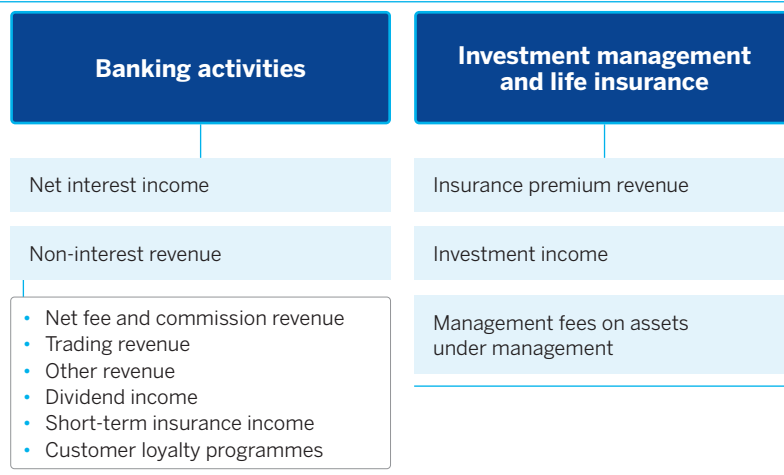 Banking activities
Net interest income
Non-interest revenue
• Net fee and commission revenue
• Trading revenue
• Other revenue
• Dividend income
• Short-term insurance income
• Customer loyalty programmes
Investment management
and life insurance
Insurance premium revenue
Investment income
Management fees on assets
under management